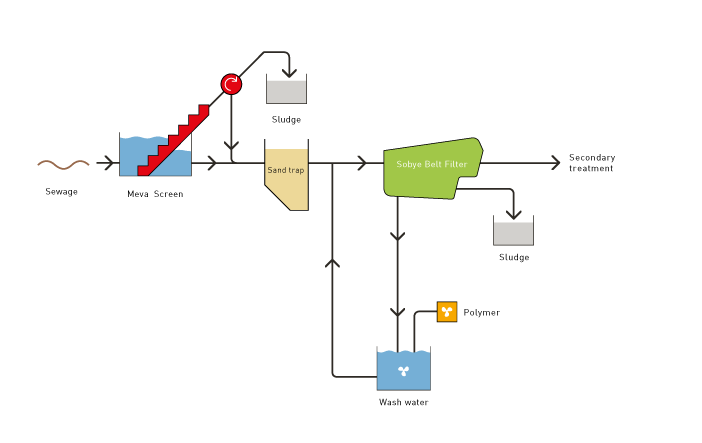 Sludge
Sand trap
Sobye Belt Filter
Secondary
treatment
Sewage
Meva Screen
Sludge
Polymer
Wash water